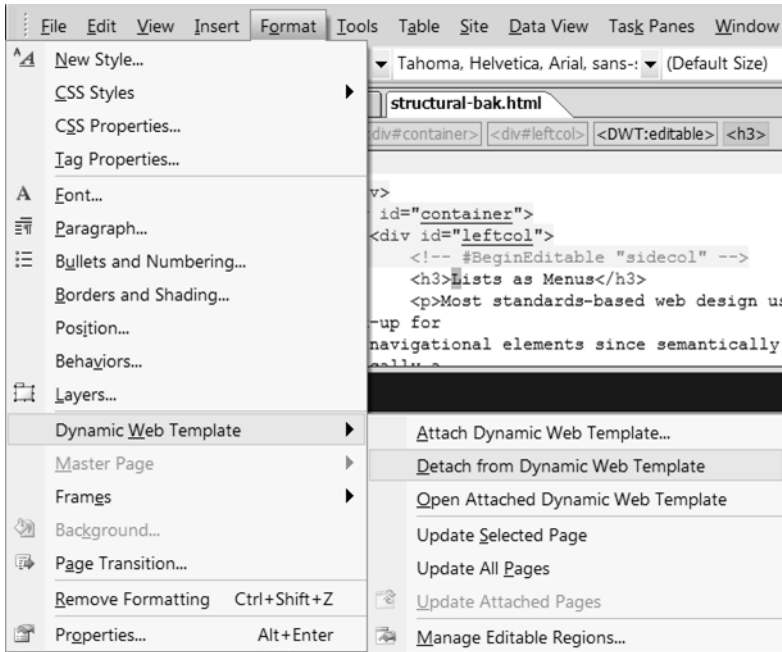 File Edit View Insert Format Tools Table Site Data View Task Panes Window
New Style...
Tahoma, Helvetica, Arial, sans-: (Default Size)
CSS Styles
structural-bak.html
CSS Properties...
div#container> <div#leftcol> <DWT:editable> <h3>
Tag Properties...
Font...
v>
id="container">
Paragraph...
<div id="leftcol">
Bullets and Numbering...
<!-- #BeginEditable "sidecol" -->
<h3>Lists as Menus</h3>
Borders and Shading...
<p>Most standards-based web design us
Position...
-up for
navigational elements since semantically
Behaviors...
Layers...
Dynamic Web Template
Attach Dynamic Web Template...
Master Page
Detach from Dynamic Web Template
Frames
Open Attached Dynamic Web Template
Background...
Update Selected Page
Page Transition...
Update All Pages
Remove Formatting Ctrl+Shift+Z
Update Attached Pages
Properties... Alt+Enter
Manage Editable Regions...